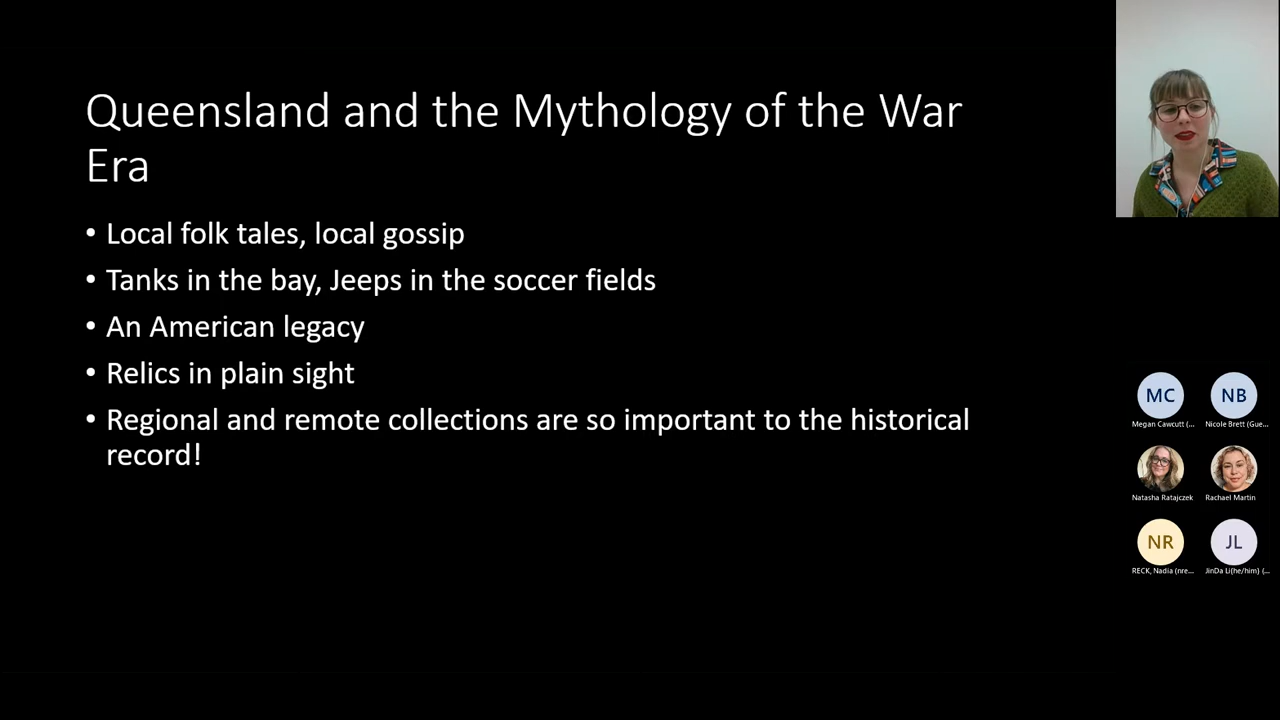 Queensland and the Mythology of the War
Era
• Local folk tales, local gossip
• Tanks in the bay, Jeeps in the soccer fields
• An American legacy
• Relics in plain sight
• Regional and remote collections are so important to the historical
record!
MC
NB
Megan Cawcutt (...
Nicole Brett (Gue...
Natasha Ratajczek
Rachael Martin
NR
JL
RECK, Nadia (nre...
JinDa Li(he/him) (...